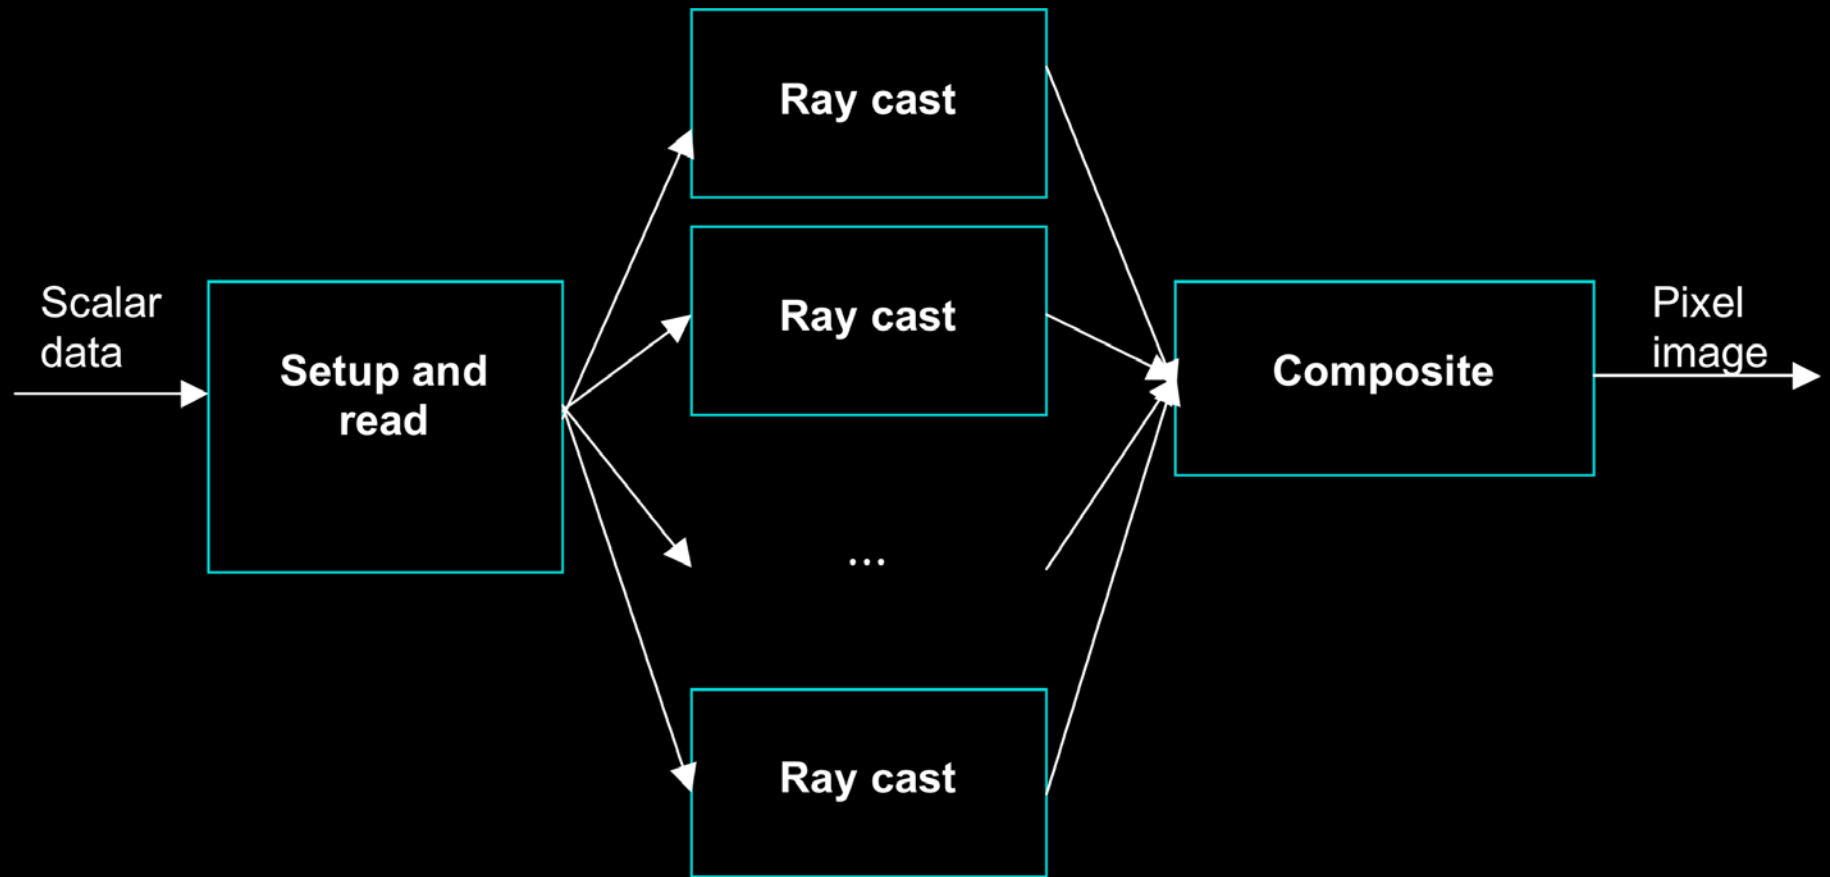 Scalar
data
Setup and
read
Ray cast
Ray cast
...
Ray cast
Composite
Pixel
image